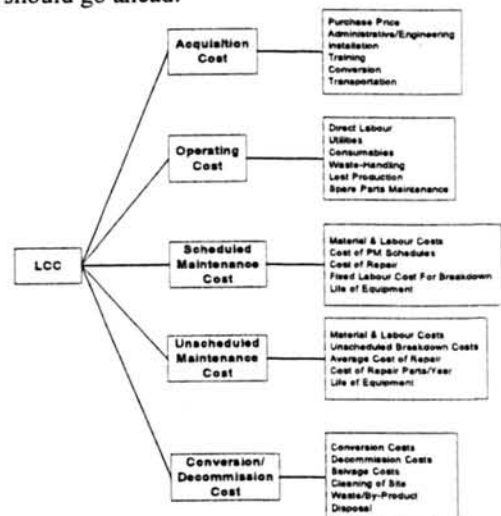 should go ahead.
Acquisition
Cost
Purchase Price
Administrative/Engineering
Installation
Training
Conversion
Transportation
Operating
Cost
Direct Labour
Utilities
Consumables
Waste-Handling
Lost Production
Spare Parts Maintenance
LCC
Scheduled
Maintenance
Cost
Material & Labour Costs
Cost of PM Schedules
Cost of Repair
Fixed Labour Cost For Breakdown
Life of Equipment
Unscheduled
Maintenance
Cost
Material & Labour Costs
Unscheduled Breakdown Costs
Average Cost of Repair
Cost of Repair Parts/Year
Life of Equipment
Conversion/
Decommission
Cost
Conversion Costs
Decommission Costs
Salvage Costs
Cleaning of Site
Waste/By-Product
Disposal